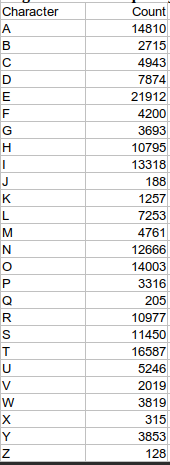 Character Count
A 14810
B 2715
C 4943
D 7874
E 21912
F 4200
G 3693
H 10795
I 13318
J 188
K 1257
L 7253
M 4761
N 12666
O 14003
P 3316
Q 205
R 10977
S 11450
T 16587
U 5246
V 2019
W 3819
X 315
Y 3853
Z 128